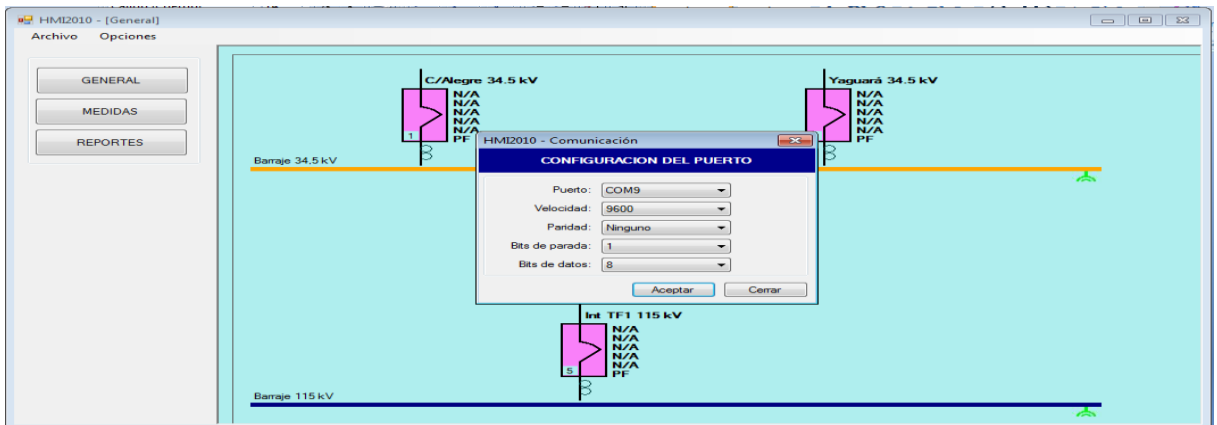 HMI2010 - [General]
Archivo Opciones
GENERAL
MEDIDAS
REPORTES
C/Alegre 34.5 kV
N/A
N/A
N/A
N/A
N/A
PF
1
Yaguará 34.5 kV
N/A
N/A
N/A
N/A
N/A
PF
Barraje 34,5 kV
HMI2010 - Comunicación
CONFIGURACION DEL PUERTO
Puerto: COM9
Velocidad: 9600
Paridad: Ninguno
Bits de parada: 1
Bits de datos: 8
Aceptar Cerrar
Int TF1 115 kV
N/A
N/A
N/A
N/A
N/A
PF
5
Barraje 115 kV